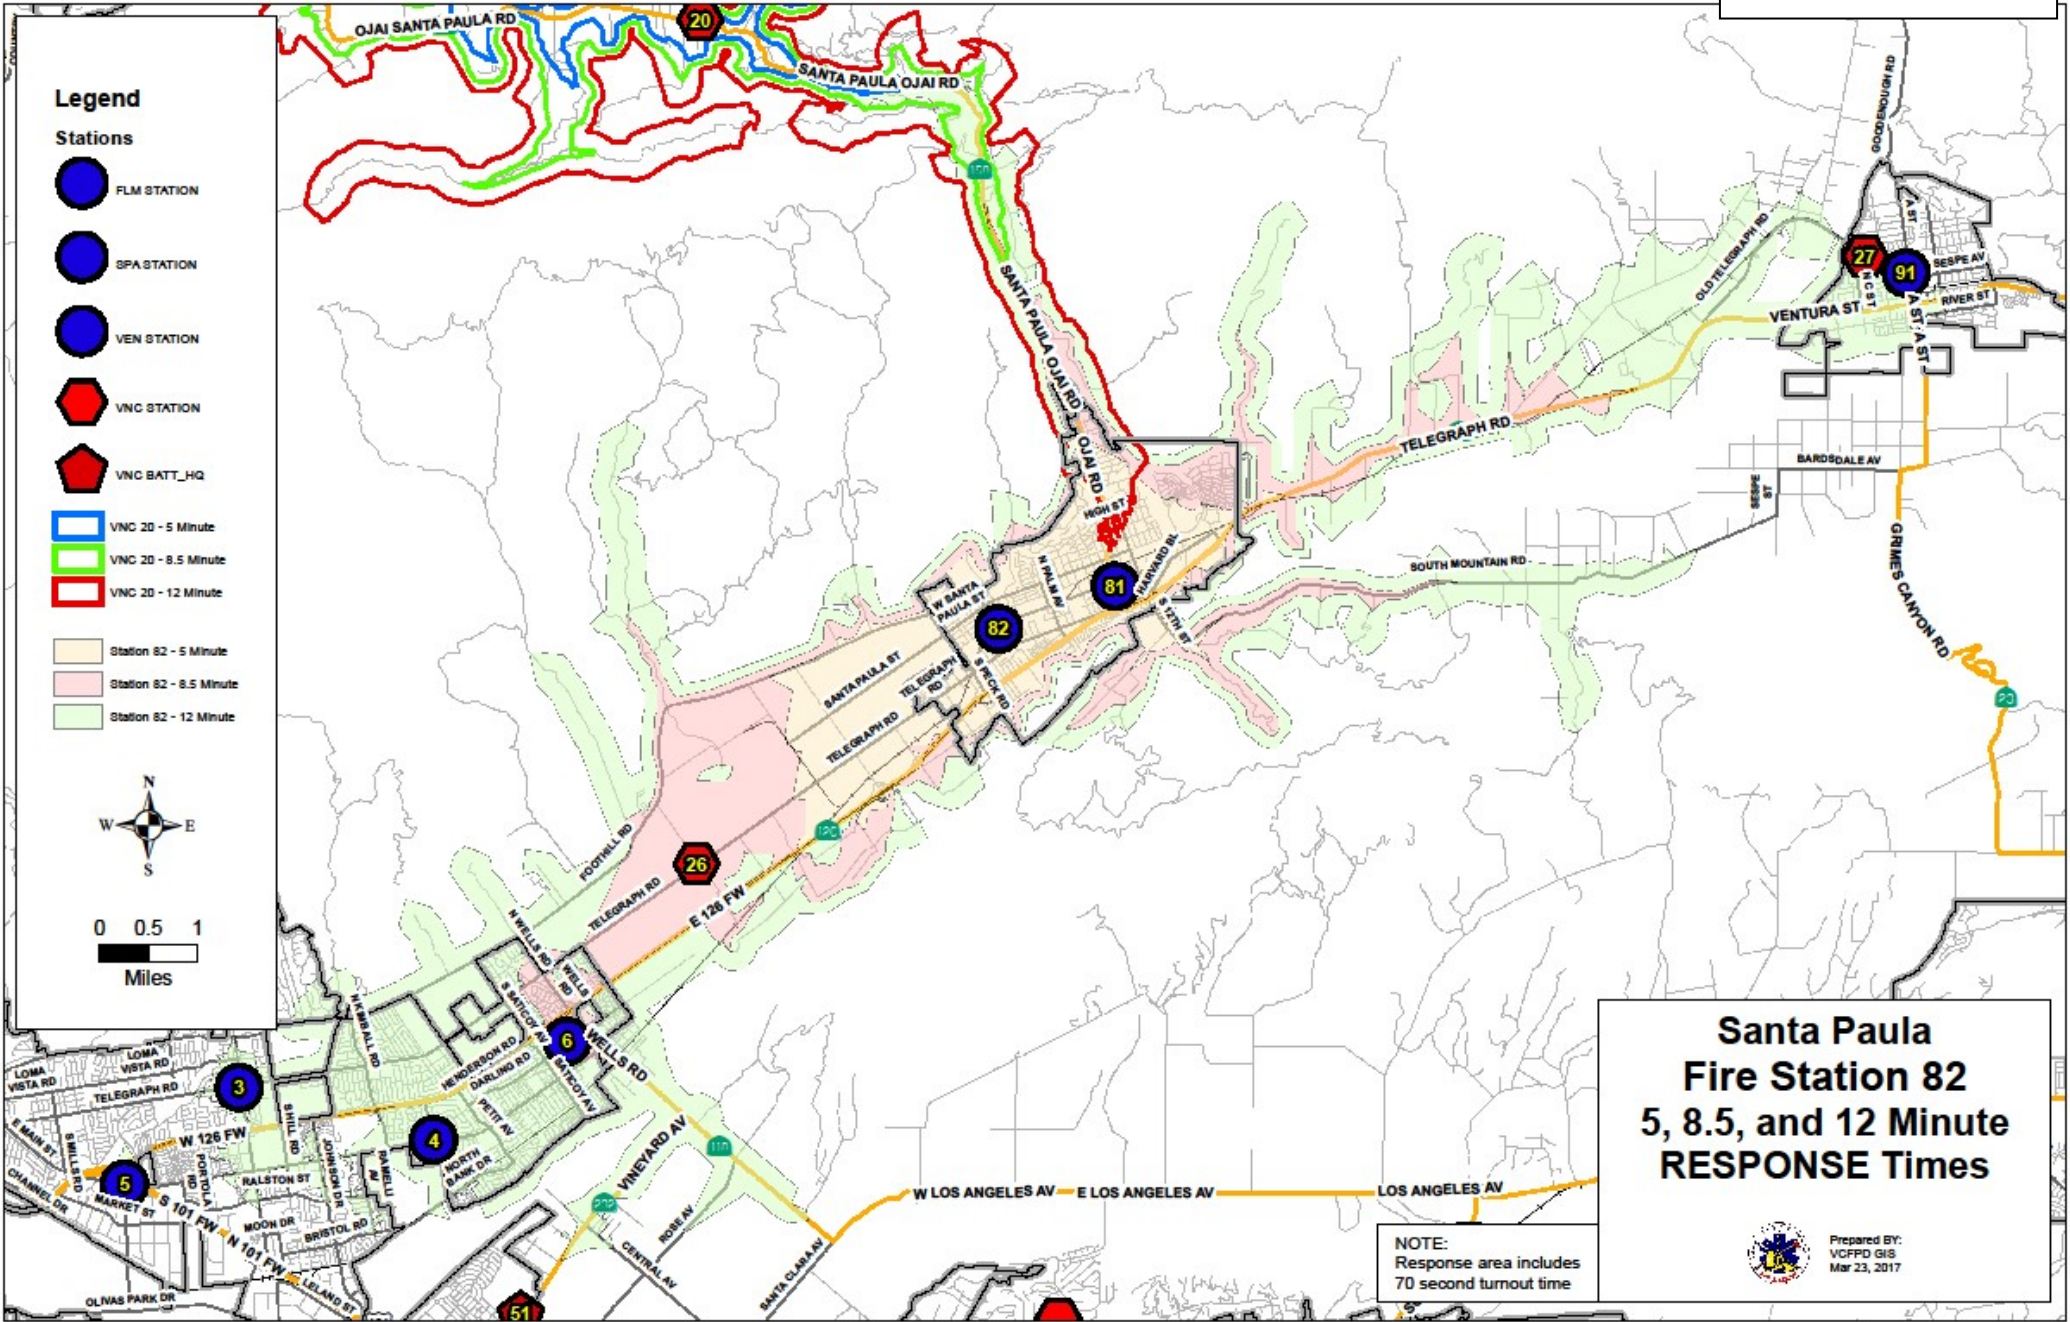 Legend
Stations
FLM STATION
SPA STATION
VEN STATION
VNC STATION
VNC BATT_HQ
VNC 20 - 5 Minute
VNC 20 - 8.5 Minute
VNC 20 - 12 Minute
Station 82 - 5 Minute
Station 82 - 8.5 Minute
Station 82 - 12 Minute
N
W E
S
0 0.5 1
Miles
OJAI SANTA PAULA RD
20
SANTA PAULA OJAI RD
150
SANTA PAULA OJAI RD
OJAI RD
HIGH ST
N PALM AV
HARVARD BL
81
82
W SANTA
PAULA ST
S 12TH ST
S PECK RD
TELEGRAPH
RD
SANTA PAULA ST
TELEGRAPH RD
GOODENOUGH RD
A ST
OLD TELEGRAPH RD
27
91
SESPE AV
N C ST
RIVER ST
VENTURA ST
A ST
A ST
TELEGRAPH RD
BARDSDALE AV
SESPE
ST
SOUTH MOUNTAIN RD
GRIMES CANYON RD
23
FOOTHILL RD
26
TELEGRAPH RD
E 126 FW
N WELLS RD
WELLS
RD
S SATICOY AV
6
WELLS RD
SATICOY AV
N KIMBALL RD
HENDERSON RD
DARLING RD
PETIT AV
LOMA
VISTA RD
LOMA
VISTA RD
TELEGRAPH RD
3
E MAIN ST
S MILLS RD
W 126 FW
S HILL RD
4
NORTH
BANK DR
JOHNSON DR
RAMELLI
AV
PORTOLA
RD
RALSTON ST
5
CHANNEL DR
MARKET ST
S 101 FW
N 101 FW
MOON DR
BRISTOL RD
LELAND ST
OLIVAS PARK DR
VINEYARD AV
118
232
ROSE AV
CENTRAL AV
SANTA CLARA AV
51
W LOS ANGELES AV
E LOS ANGELES AV
LOS ANGELES AV
NOTE:
Response area includes
70 second turnout time
Santa Paula
Fire Station 82
5, 8.5, and 12 Minute
RESPONSE Times
Prepared BY:
VCFPD GIS
Mar 23, 2017